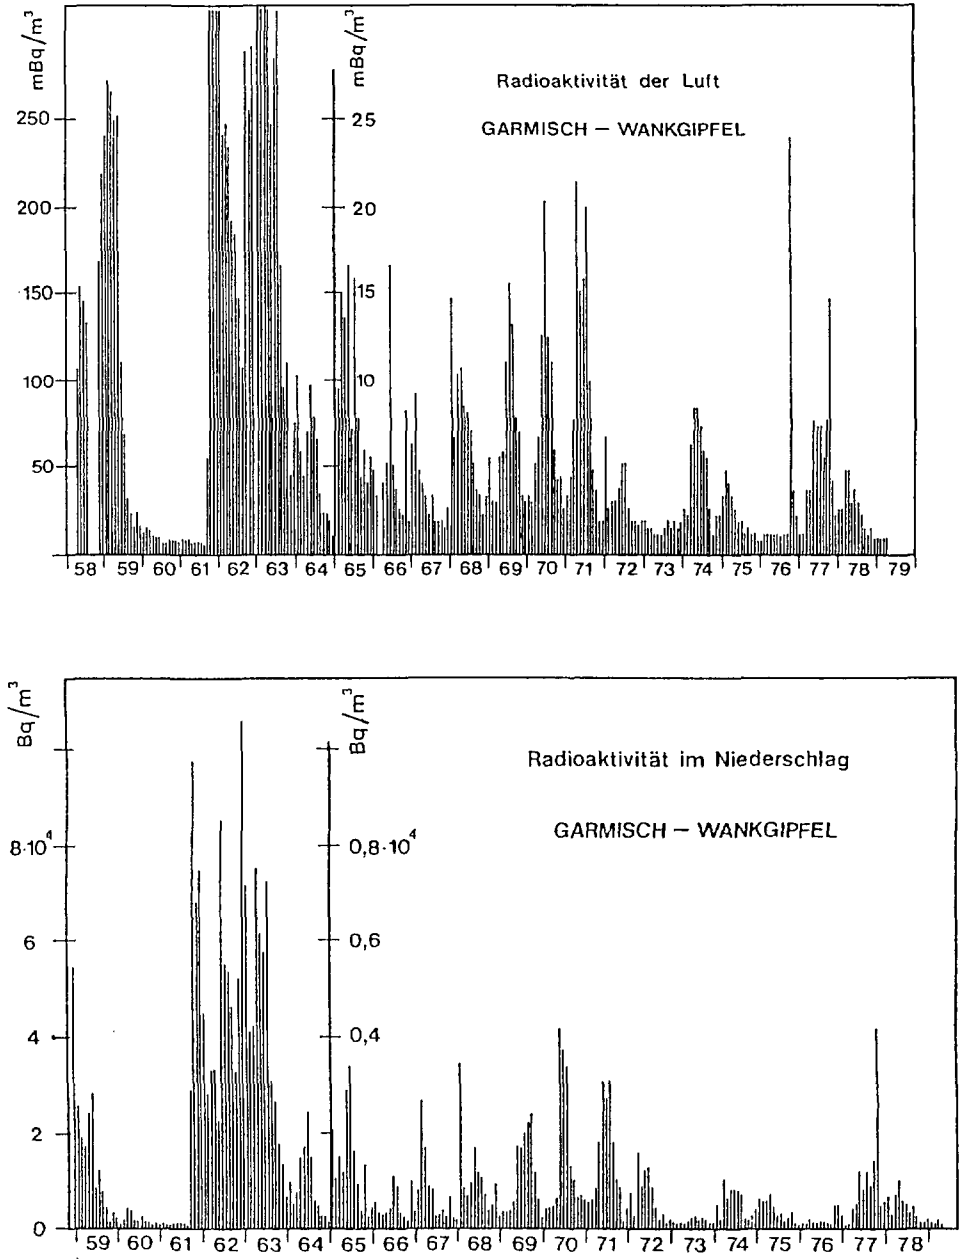 mBq/m³
mBq/m³
Radioaktivität der Luft
GARMISCH – WANKGIPFEL
250
200
150
100
50
25
20
15
10
58 59 60 61 62 63 64 65 66 67 68 69 70 71 72 73 74 75 76 77 78 79
Bq/m³
Bq/m³
Radioaktivität im Niederschlag
GARMISCH – WANKGIPFEL
8·10⁴
6
4
2
0
0,8·10⁴
0,6
0,4
59 60 61 62 63 64 65 66 67 68 69 70 71 72 73 74 75 76 77 78